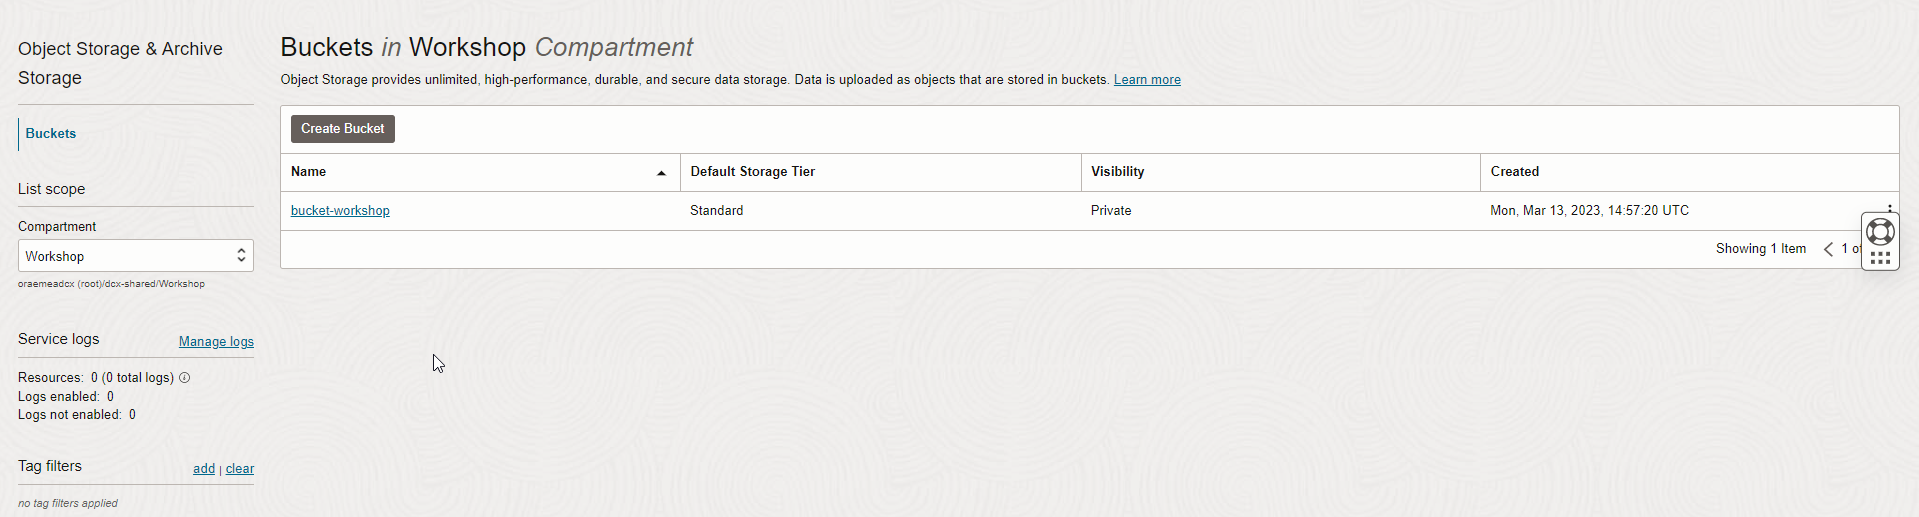 Object Storage & Archive
Storage
Buckets
List scope
Compartment
Workshop
oraemeadcx (root)/dcx-shared/Workshop
Service logs
Manage logs
Resources: 0 (0 total logs)
Logs enabled: 0
Logs not enabled: 0
Tag filters
add | clear
no tag filters applied
Buckets in Workshop Compartment
Object Storage provides unlimited, high-performance, durable, and secure data storage. Data is uploaded as objects that are stored in buckets. Learn more
Create Bucket
Name Default Storage Tier Visibility Created
bucket-workshop Standard Private Mon, Mar 13, 2023, 14:57:20 UTC
Showing 1 Item 1